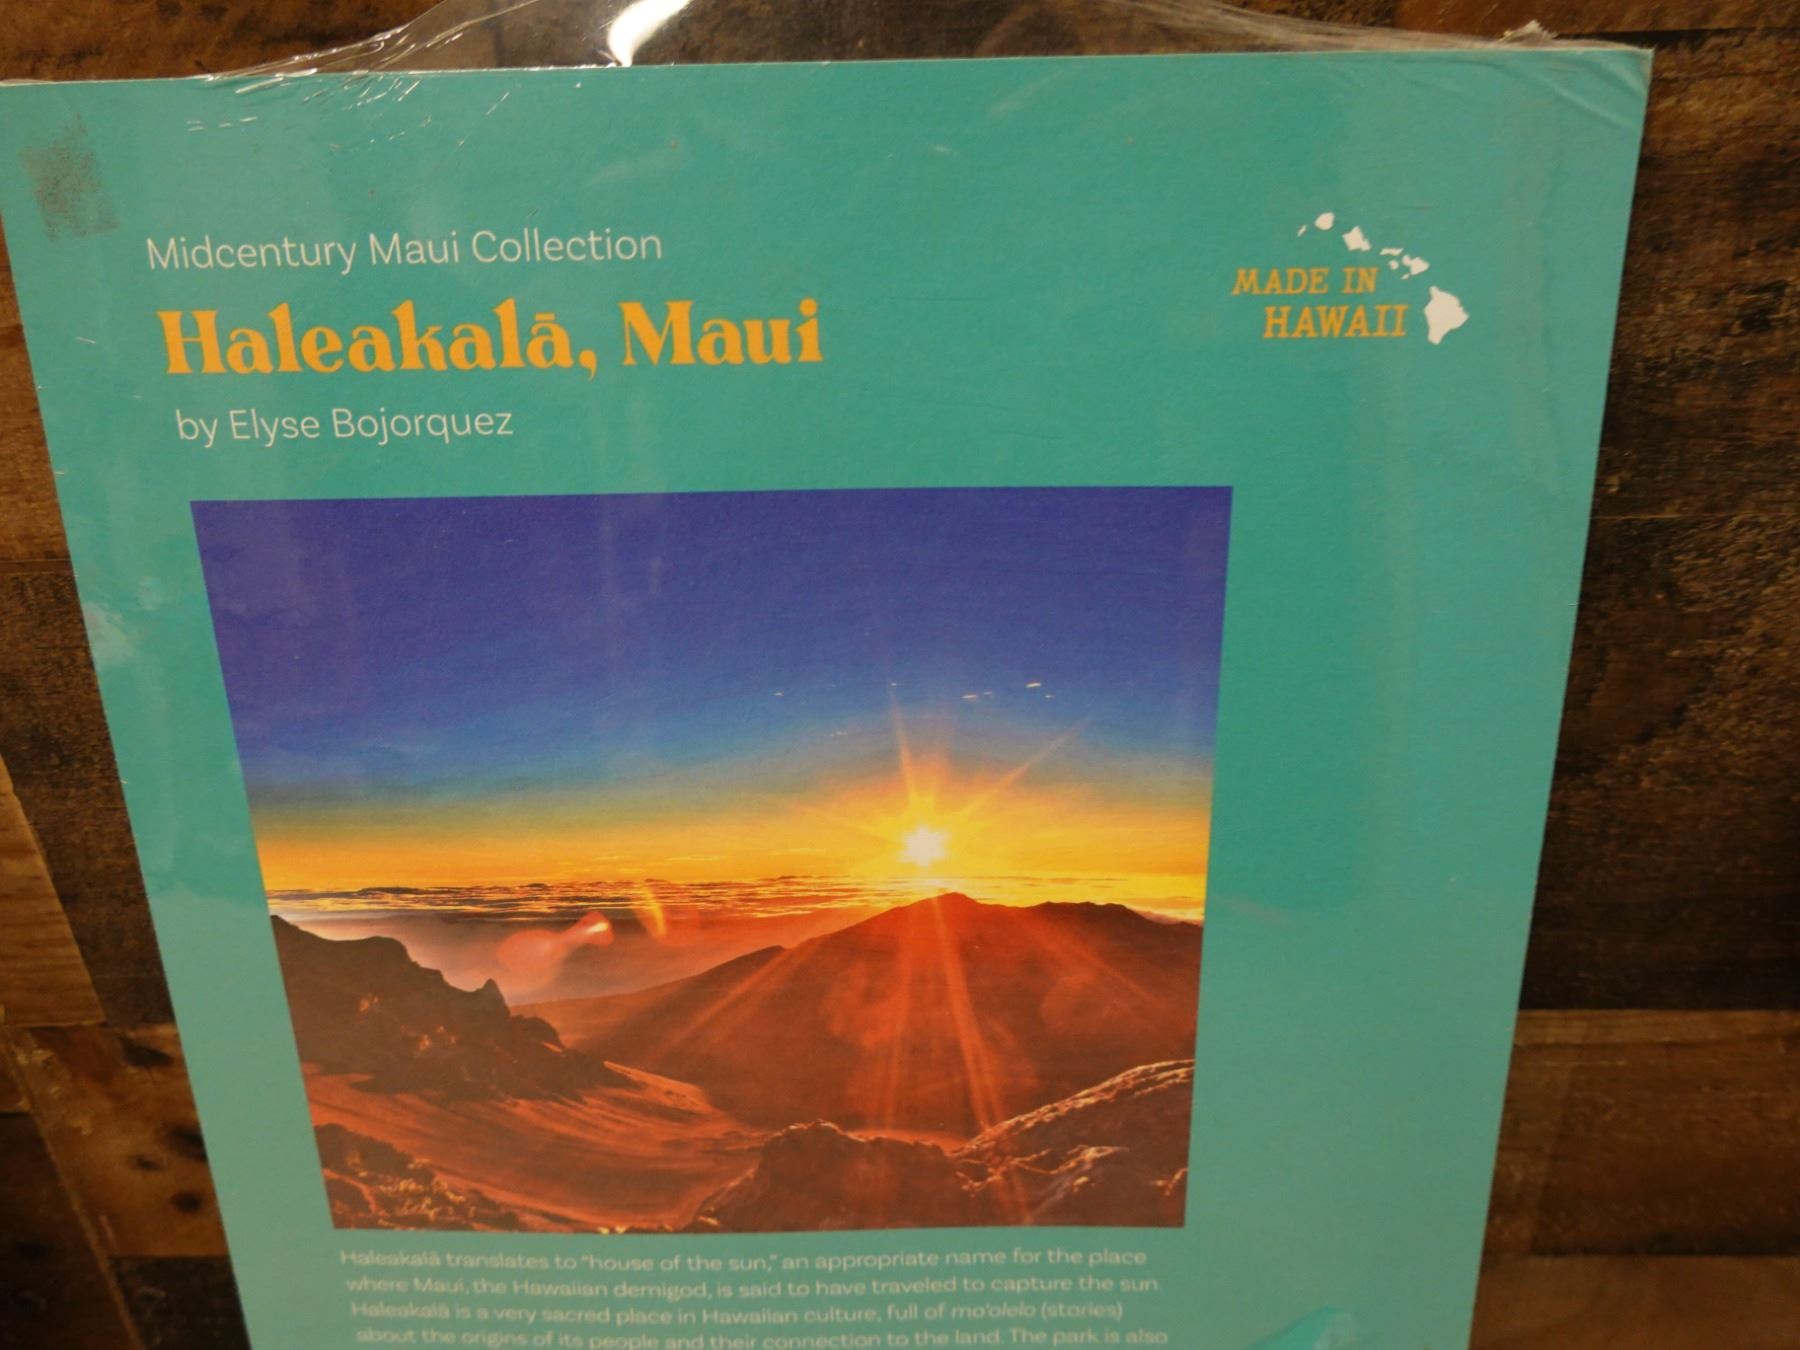 Midcentury Maui Collection
Haleakalā, Maui
by Elyse Bojorquez
MADE IN
HAWAII
Haleakalā translates to “house of the sun,” an appropriate name for the place
where Maui, the Hawaiian demigod, is said to have traveled to capture the sun.
Haleakalā is a very sacred place in Hawaiian culture, full of mo‘olelo (stories)
about the origins of its people and their connection to the land. The park is also